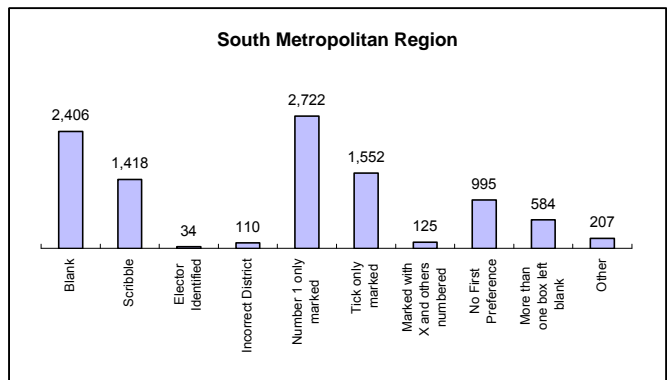 South Metropolitan Region
2,406
1,418
34
110
2,722
1,552
125
995
584
207
Blank
Scribble
Elector
Identified
Incorrect District
Number 1 only
marked
Tick only
marked
Marked with
X and others
numbered
No First
Preference
More than
one box left
blank
Other